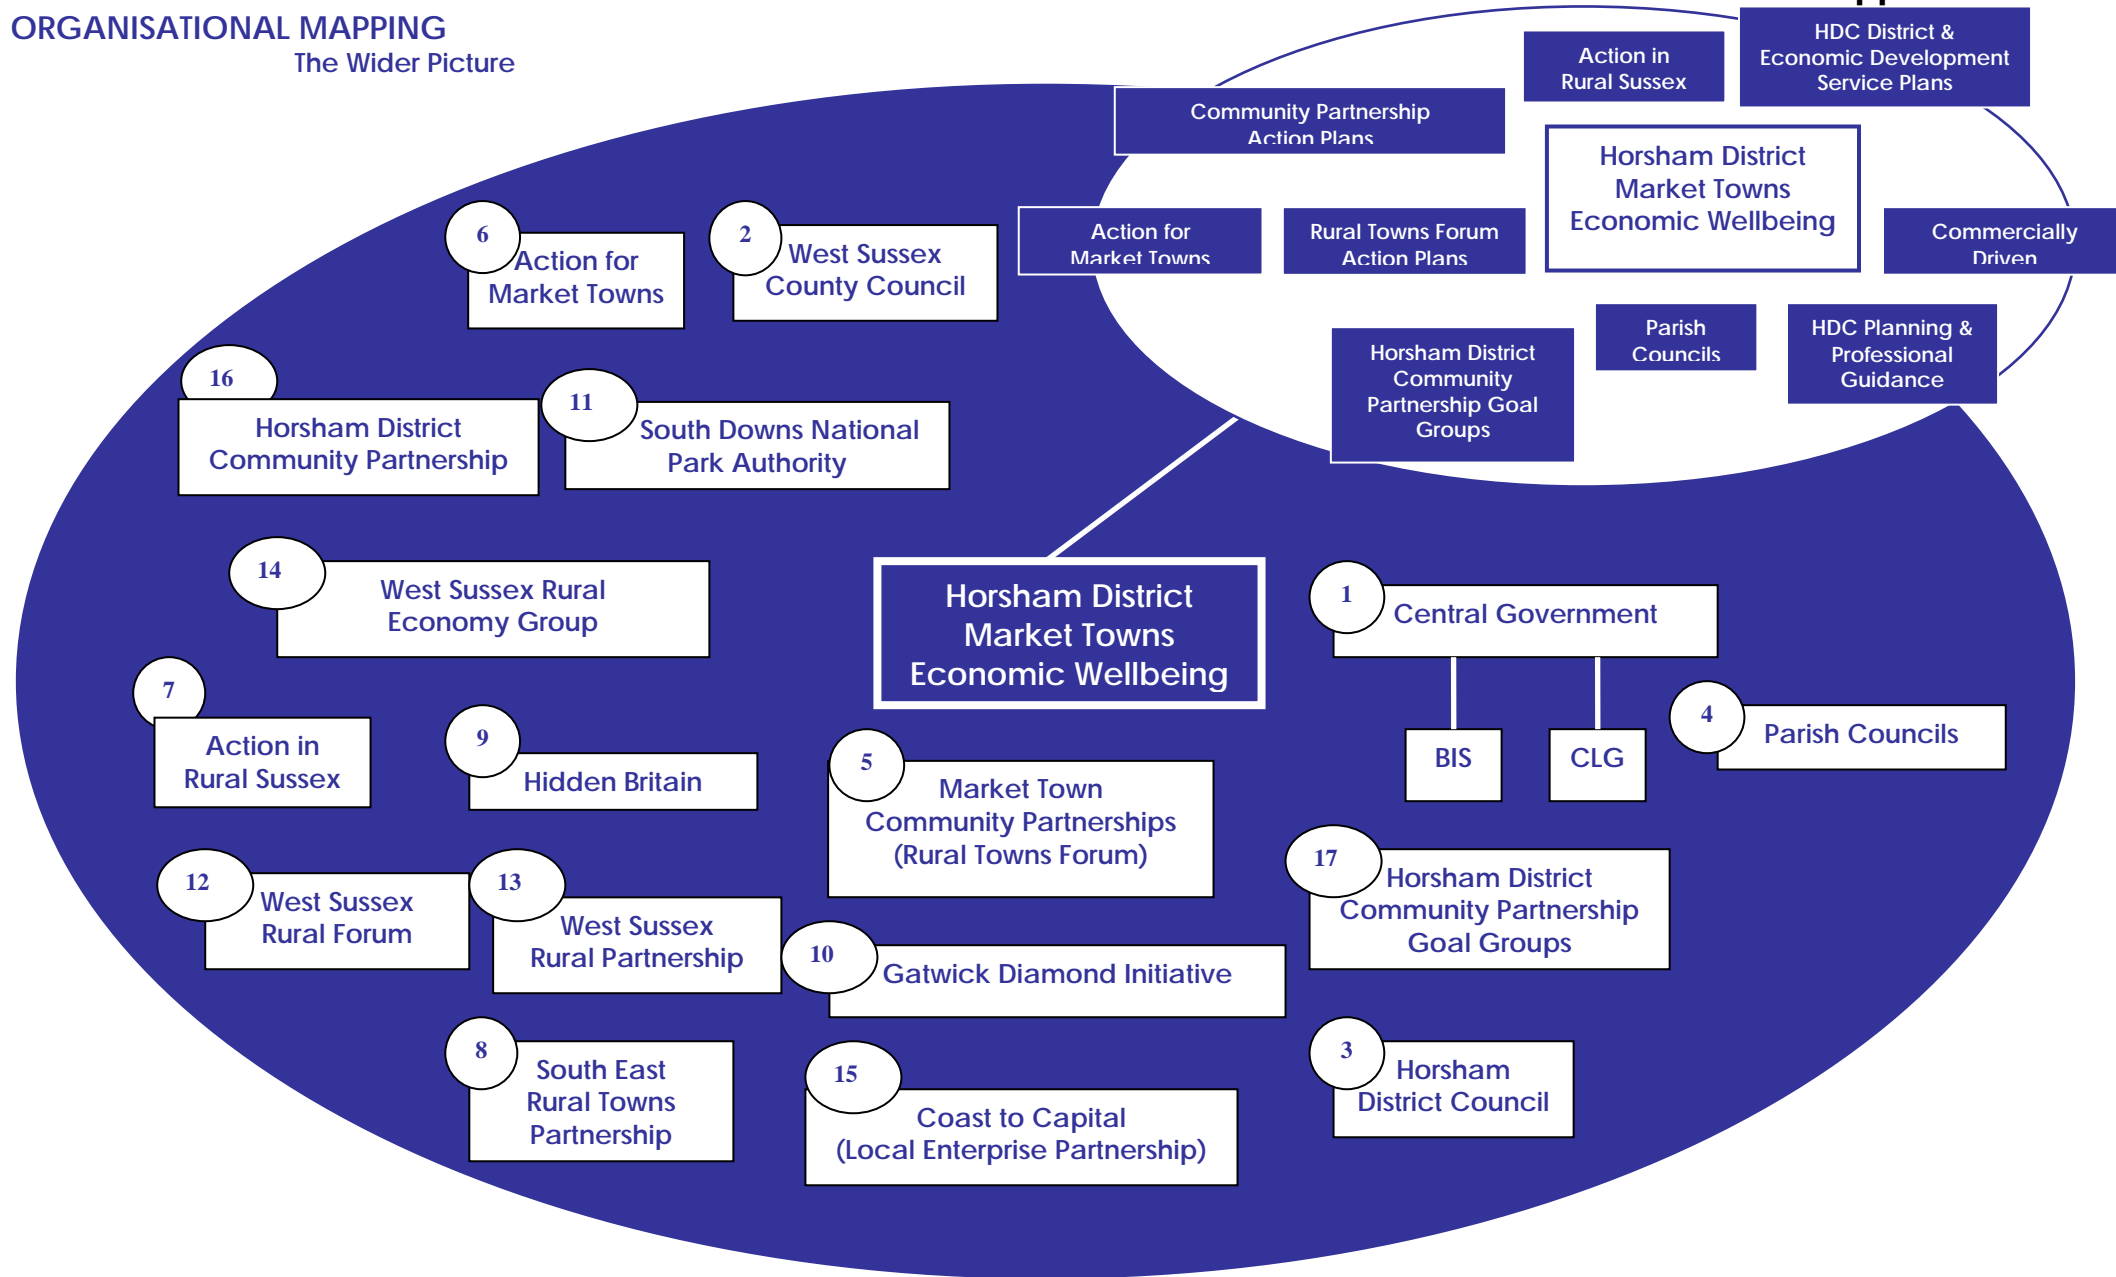 ORGANISATIONAL MAPPING
The Wider Picture
HDC District &
Economic Development
Service Plans
Action in
Rural Sussex
Community Partnership
Action Plans
Horsham District
Market Towns
Economic Wellbeing
Action for
Market Towns
Rural Towns Forum
Action Plans
Commercially
Driven
Horsham District
Community
Partnership Goal
Groups
Parish
Councils
HDC Planning &
Professional
Guidance
6
Action for
Market Towns
2
West Sussex
County Council
16
Horsham District
Community Partnership
11
South Downs National
Park Authority
14
West Sussex Rural
Economy Group
Horsham District
Market Towns
Economic Wellbeing
1
Central Government
BIS
CLG
4
Parish Councils
7
Action in
Rural Sussex
9
Hidden Britain
5
Market Town
Community Partnerships
(Rural Towns Forum)
17
Horsham District
Community Partnership
Goal Groups
12
West Sussex
Rural Forum
13
West Sussex
Rural Partnership
10
Gatwick Diamond Initiative
8
South East
Rural Towns
Partnership
15
Coast to Capital
(Local Enterprise Partnership)
3
Horsham
District Council